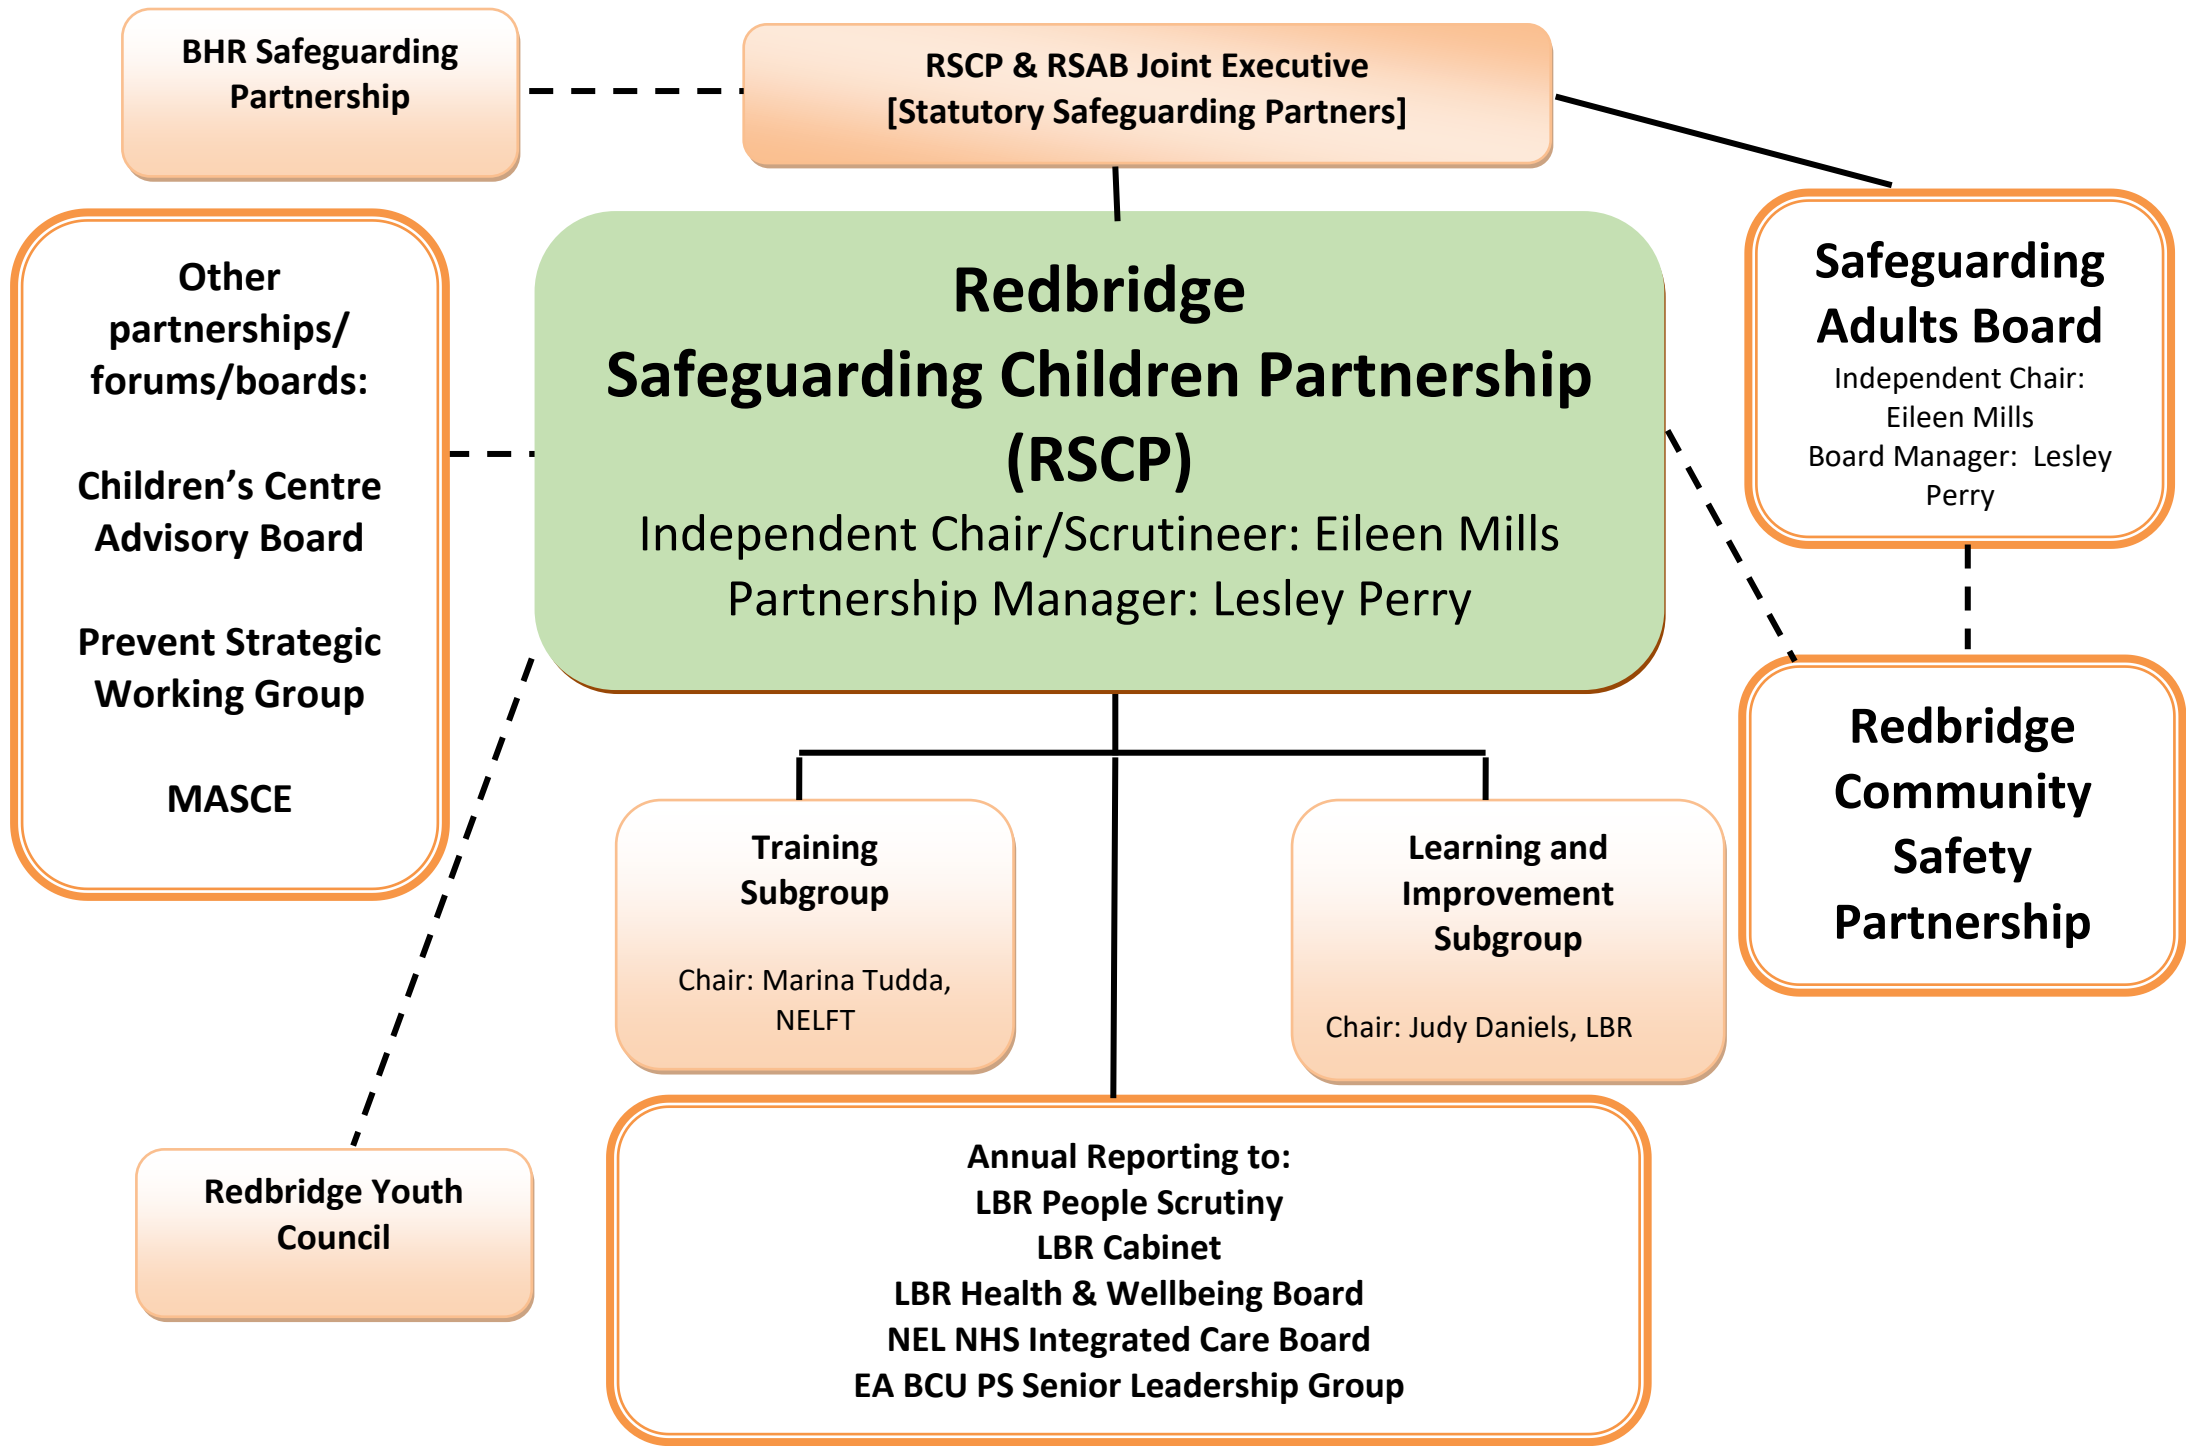 BHR Safeguarding
Partnership
RSCP & RSAB Joint Executive
[Statutory Safeguarding Partners]
Other
partnerships/
forums/boards:
Children’s Centre
Advisory Board
Prevent Strategic
Working Group
MASCE
Redbridge
Safeguarding Children Partnership
(RSCP)
Independent Chair/Scrutineer: Eileen Mills
Partnership Manager: Lesley Perry
Safeguarding
Adults Board
Independent Chair:
Eileen Mills
Board Manager:  Lesley
Perry
Redbridge
Community
Safety
Partnership
Training
Subgroup
Chair: Marina Tudda,
NELFT
Learning and
Improvement
Subgroup
Chair: Judy Daniels, LBR
Redbridge Youth
Council
Annual Reporting to:
LBR People Scrutiny
LBR Cabinet
LBR Health & Wellbeing Board
NEL NHS Integrated Care Board
EA BCU PS Senior Leadership Group